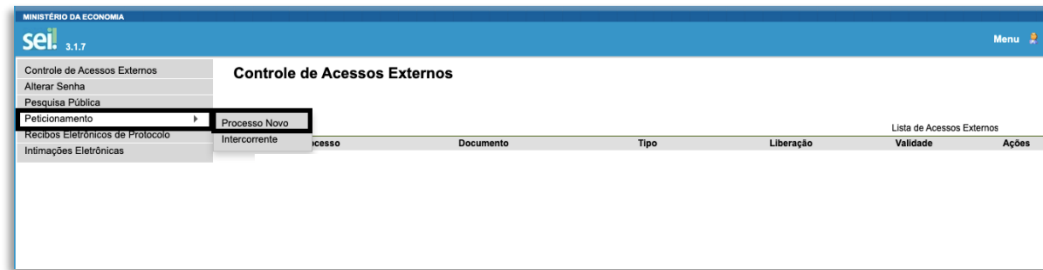 MINISTÉRIO DA ECONOMIA
sei! 3.1.7
Menu
Controle de Acessos Externos
Alterar Senha
Pesquisa Pública
Peticionamento
Recibos Eletrônicos de Protocolo
Intimações Eletrônicas
Processo Novo
Intercorrente
Controle de Acessos Externos
Lista de Acessos Externos
Documento Tipo Liberação Validade Ações